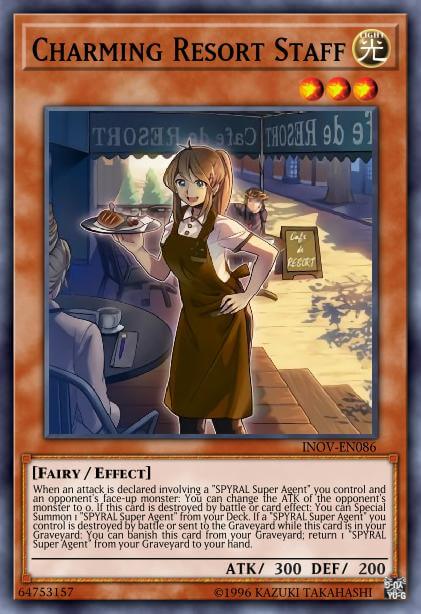 CHARMING RESORT STAFF
LIGHT
光
Cafe de RESORT
Cafe de RESORT
fe de RESORT
Cafe
de
RESORT
INOV-EN086
[FAIRY / EFFECT]
When an attack is declared involving a "SPYRAL Super Agent" you control and
an opponent's face-up monster: You can change the ATK of the opponent's
monster to 0. If this card is destroyed by battle or card effect: You can Special
Summon 1 "SPYRAL Super Agent" from your Deck. If a "SPYRAL Super Agent" you
control is destroyed by battle or sent to the Graveyard while this card is in your
Graveyard: You can banish this card from your Graveyard; return 1 "SPYRAL
Super Agent" from your Graveyard to your hand.
ATK/ 300 DEF/ 200
64753157
©1996 KAZUKI TAKAHASHI